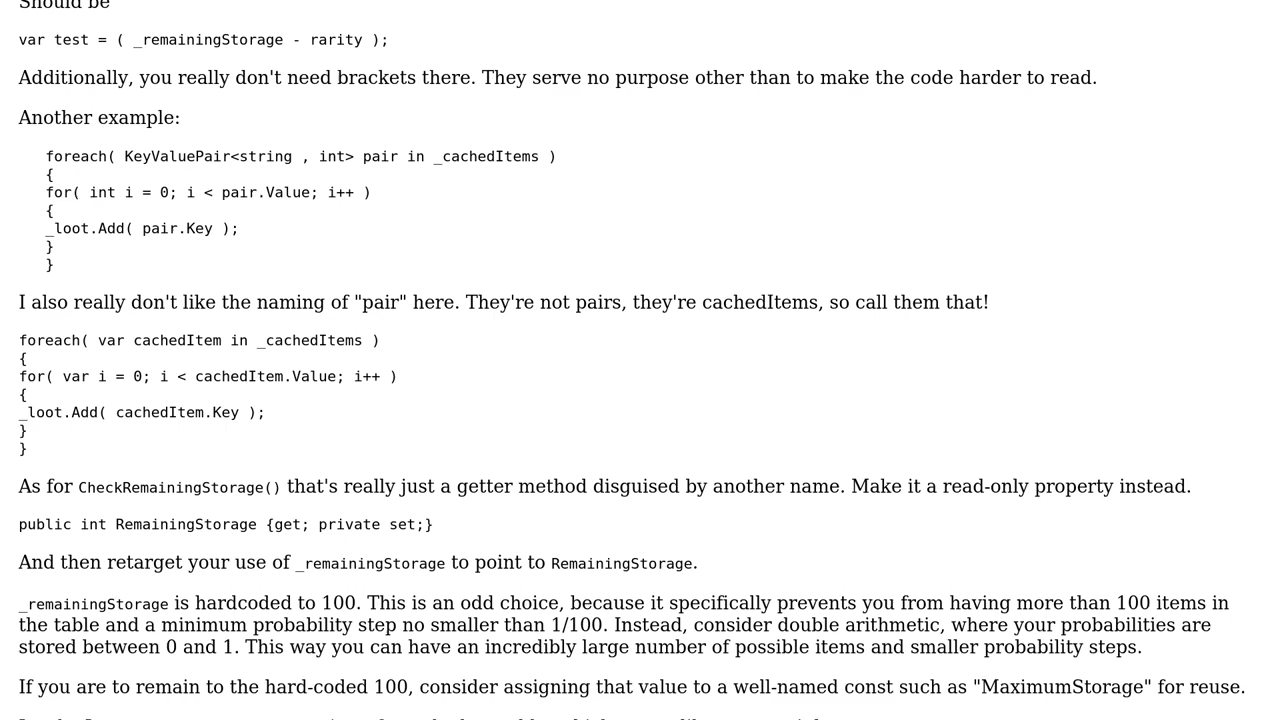 Should be
var test = ( _remainingStorage - rarity );
Additionally, you really don't need brackets there. They serve no purpose other than to make the code harder to read.
Another example:
foreach( KeyValuePair<string , int> pair in _cachedItems )
{
for( int i = 0; i < pair.Value; i++ )
{
_loot.Add( pair.Key );
}
}
I also really don't like the naming of "pair" here. They're not pairs, they're cachedItems, so call them that!
foreach( var cachedItem in _cachedItems )
{
for( var i = 0; i < cachedItem.Value; i++ )
{
_loot.Add( cachedItem.Key );
}
}
As for CheckRemainingStorage() that's really just a getter method disguised by another name. Make it a read-only property instead.
public int RemainingStorage {get; private set;}
And then retarget your use of _remainingStorage to point to RemainingStorage.
_remainingStorage is hardcoded to 100. This is an odd choice, because it specifically prevents you from having more than 100 items in
the table and a minimum probability step no smaller than 1/100. Instead, consider double arithmetic, where your probabilities are
stored between 0 and 1. This way you can have an incredibly large number of possible items and smaller probability steps.
If you are to remain to the hard-coded 100, consider assigning that value to a well-named const such as "MaximumStorage" for reuse.